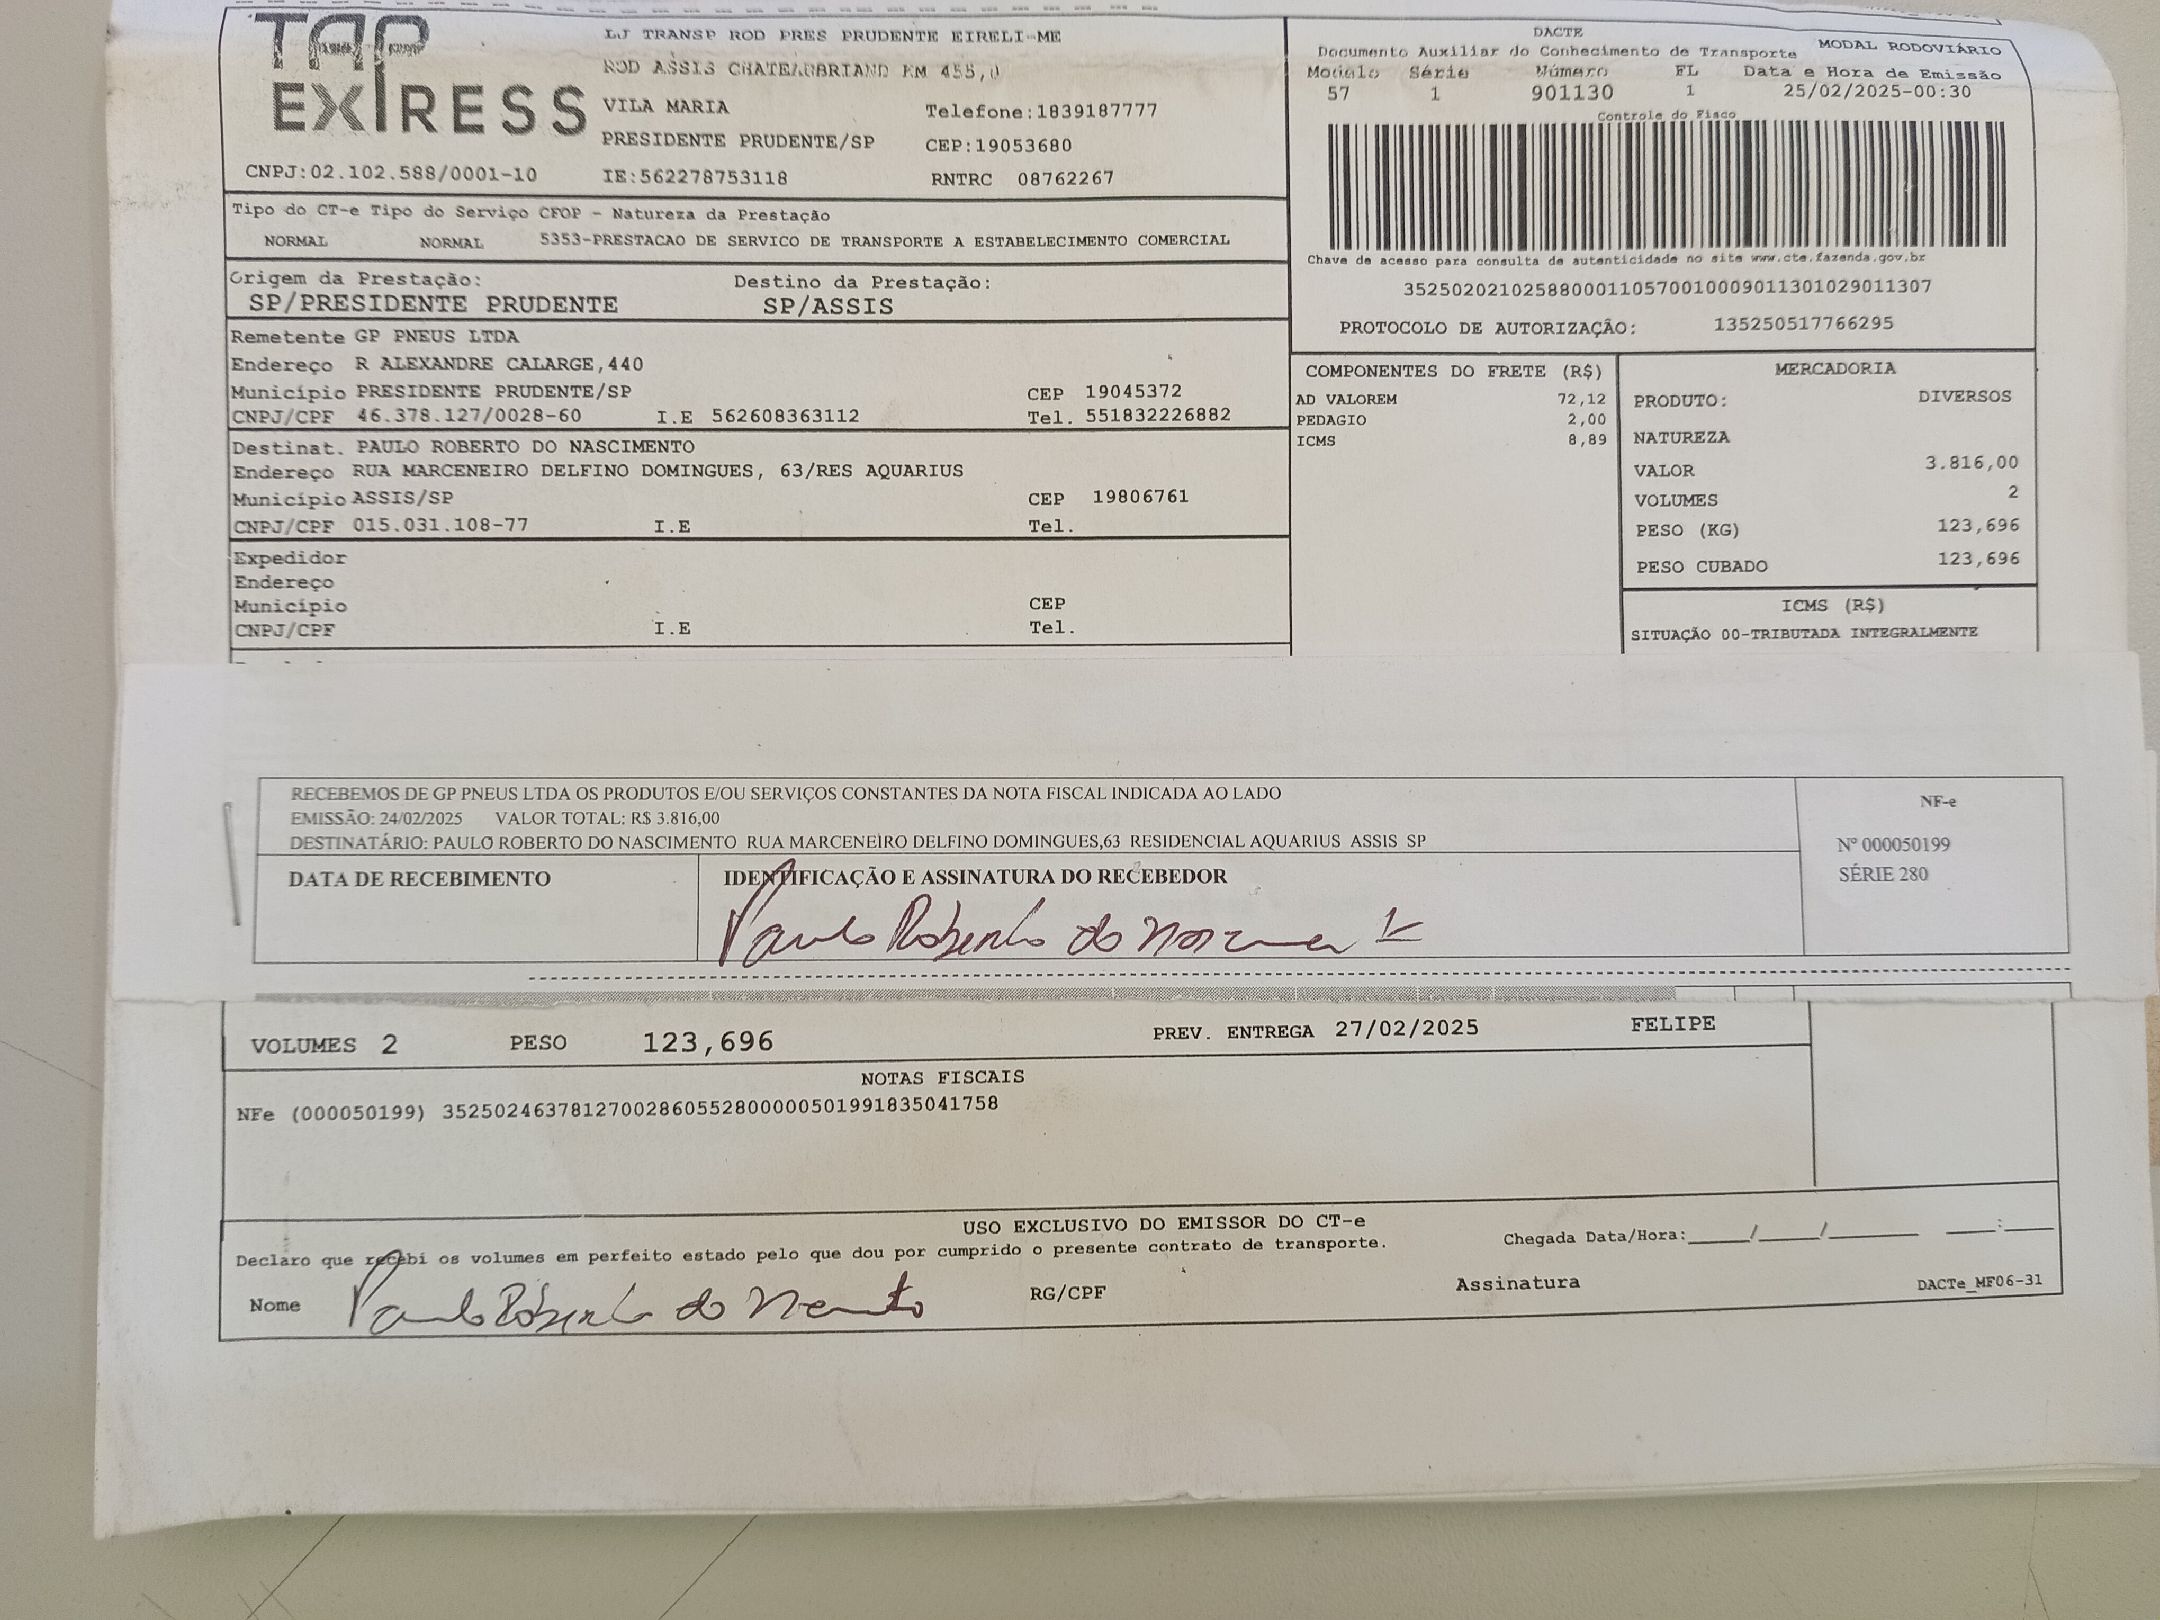 TAP EXPRESS
LJ TRANSP ROD PRES PRUDENTE EIRELI-ME
ROD ASSIS CHATEAUBRIAND KM 455,0
VILA MARIA Telefone:1839187777
PRESIDENTE PRUDENTE/SP CEP:19053680
CNPJ:02.102.588/0001-10 IE:562278753118 RNTRC 08762267
DACTE
Documento Auxiliar do Conhecimento de Transporte MODAL RODOVIÁRIO
Modelo Série Número FL Data e Hora de Emissão
57 1 901130 1 25/02/2025-00:30
Controle do Fisco
Chave de acesso para consulta de autenticidade no site www.cte.fazenda.gov.br
35250202102588000110570010009011301029011307
PROTOCOLO DE AUTORIZAÇÃO: 135250517766295
Tipo do CT-e Tipo do Serviço CFOP - Natureza da Prestação
NORMAL NORMAL 5353-PRESTACAO DE SERVICO DE TRANSPORTE A ESTABELECIMENTO COMERCIAL
Origem da Prestação: Destino da Prestação:
SP/PRESIDENTE PRUDENTE SP/ASSIS
Remetente GP PNEUS LTDA
Endereço R ALEXANDRE CALARGE,440
Município PRESIDENTE PRUDENTE/SP CEP 19045372
CNPJ/CPF 46.378.127/0028-60 I.E 562608363112 Tel. 551832226882
Destinat. PAULO ROBERTO DO NASCIMENTO
Endereço RUA MARCENEIRO DELFINO DOMINGUES, 63/RES AQUARIUS
Município ASSIS/SP CEP 19806761
CNPJ/CPF 015.031.108-77 I.E Tel.
Expedidor
Endereço
Município CEP
CNPJ/CPF I.E Tel.
COMPONENTES DO FRETE (R$)
AD VALOREM 72,12
PEDAGIO 2,00
ICMS 8,89
MERCADORIA
PRODUTO: DIVERSOS
NATUREZA
VALOR 3.816,00
VOLUMES 2
PESO (KG) 123,696
PESO CUBADO 123,696
ICMS (R$)
SITUAÇÃO 00-TRIBUTADA INTEGRALMENTE
RECEBEMOS DE GP PNEUS LTDA OS PRODUTOS E/OU SERVIÇOS CONSTANTES DA NOTA FISCAL INDICADA AO LADO
EMISSÃO: 24/02/2025 VALOR TOTAL: R$ 3.816,00
DESTINATÁRIO: PAULO ROBERTO DO NASCIMENTO RUA MARCENEIRO DELFINO DOMINGUES,63 RESIDENCIAL AQUARIUS ASSIS SP
NF-e
Nº 000050199
SÉRIE 280
DATA DE RECEBIMENTO IDENTIFICAÇÃO E ASSINATURA DO RECEBEDOR
Paulo Roberto do
VOLUMES 2 PESO 123,696 PREV. ENTREGA 27/02/2025 FELIPE
NOTAS FISCAIS
NFe (000050199) 35250246378127002860552800000501991835041758
USO EXCLUSIVO DO EMISSOR DO CT-e
Declaro que recebi os volumes em perfeito estado pelo que dou por cumprido o presente contrato de transporte. Chegada Data/Hora:____/____/______ ____:____
Nome Paulo Roberto do RG/CPF Assinatura DACTe_MF06-31